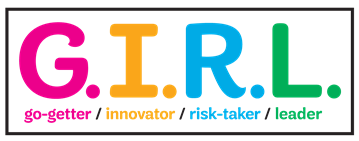 G.I.R.L.
go-getter / innovator / risk-taker / leader